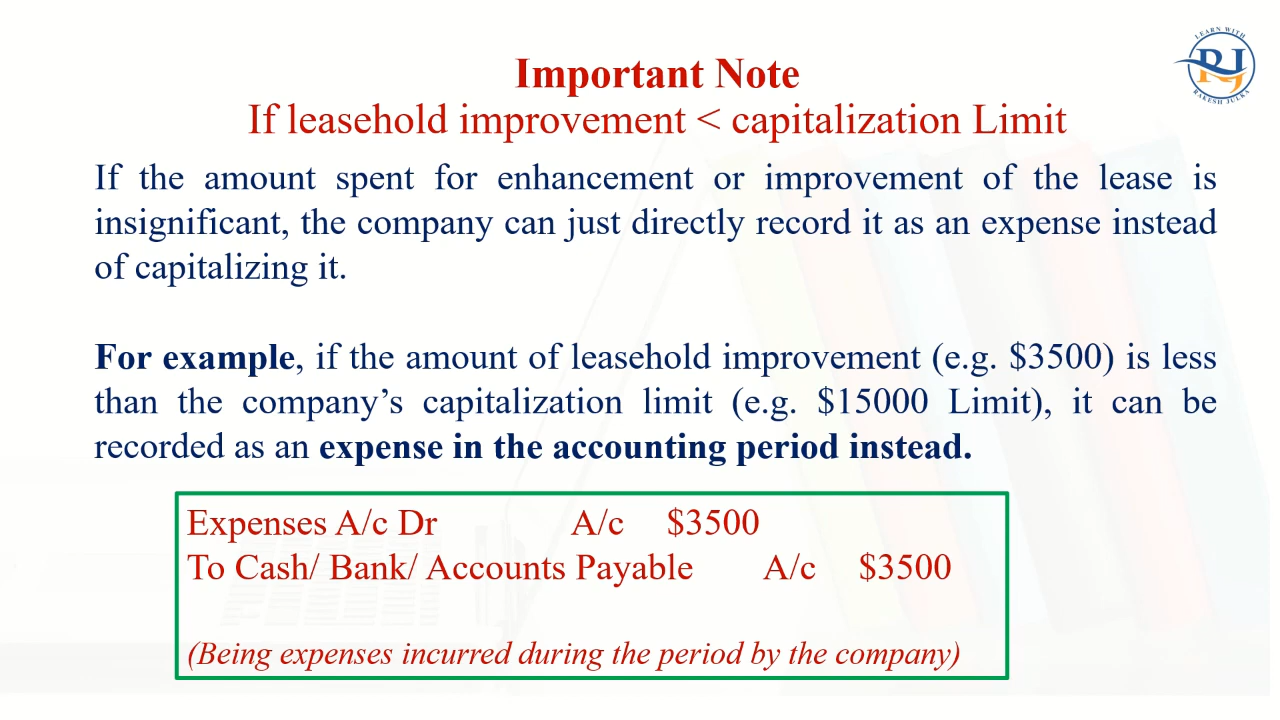 LEARN WITH
RJ
RAKESH JULKA
Important Note
If leasehold improvement < capitalization Limit
If the amount spent for enhancement or improvement of the lease is
insignificant, the company can just directly record it as an expense instead
of capitalizing it.
For example, if the amount of leasehold improvement (e.g. $3500) is less
than the company’s capitalization limit (e.g. $15000 Limit), it can be
recorded as an expense in the accounting period instead.
Expenses A/c Dr A/c $3500
To Cash/ Bank/ Accounts Payable A/c $3500
(Being expenses incurred during the period by the company)